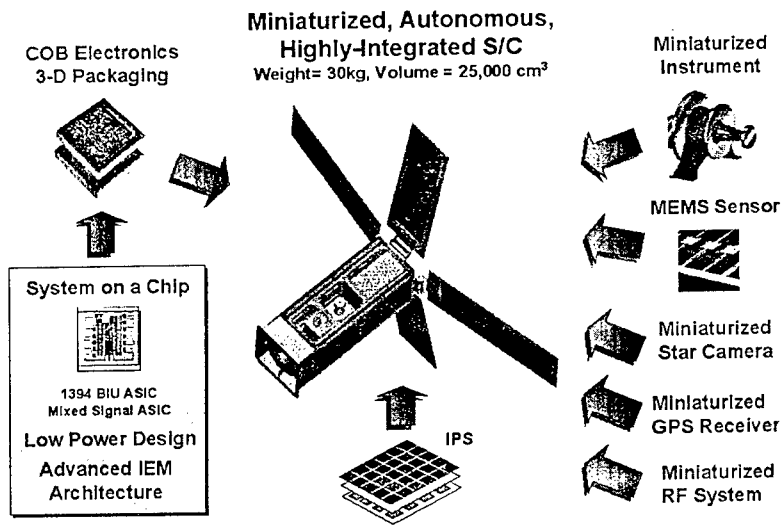 Miniaturized, Autonomous,
Highly-Integrated S/C
Weight= 30kg, Volume = 25,000 cm³
COB Electronics
3-D Packaging
System on a Chip
1394 BIU ASIC
Mixed Signal ASIC
Low Power Design
Advanced IEM
Architecture
IPS
Miniaturized
Instrument
MEMS Sensor
Miniaturized
Star Camera
Miniaturized
GPS Receiver
Miniaturized
RF System